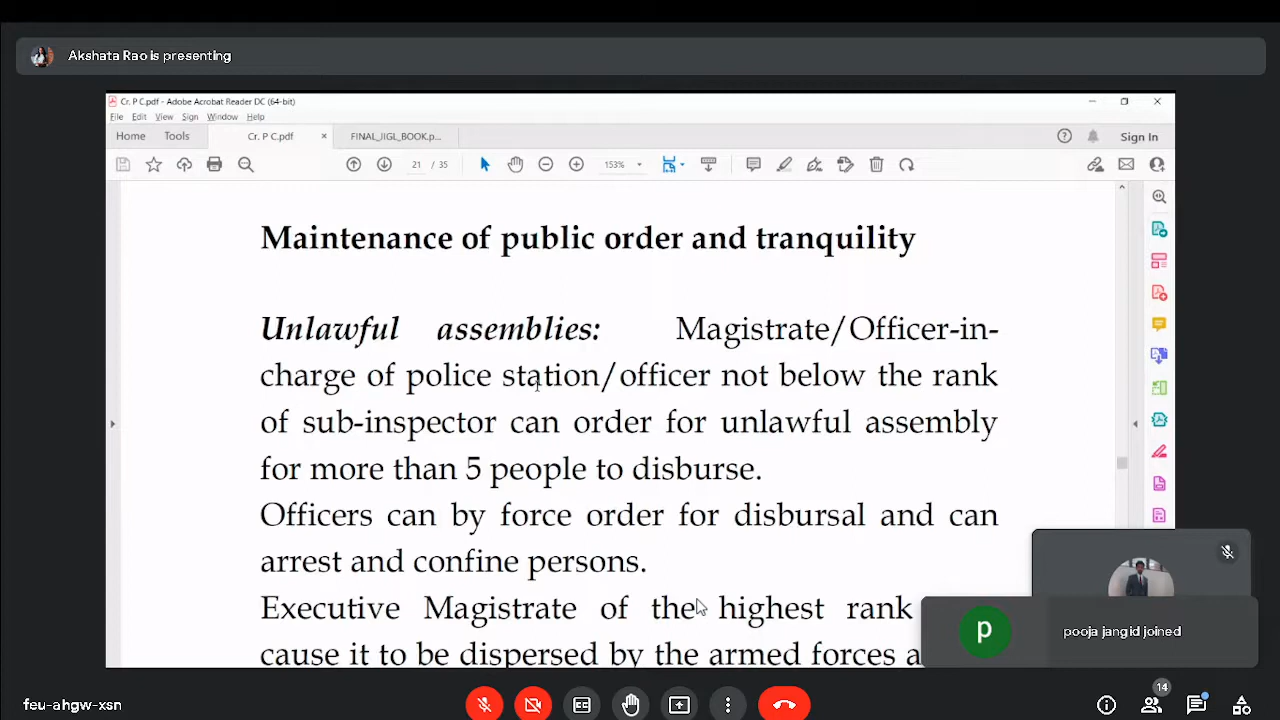 Akshata Rao is presenting
Cr. P C.pdf - Adobe Acrobat Reader DC (64-bit)
File Edit View Sign Window Help
Home Tools Cr. P C.pdf × FINAL_JIGL_BOOK.p... Sign In
21 / 35 153%
Maintenance of public order and tranquility
Unlawful assemblies: Magistrate/Officer-in-
charge of police station/officer not below the rank
of sub-inspector can order for unlawful assembly
for more than 5 people to disburse.
Officers can by force order for disbursal and can
arrest and confine persons.
Executive Magistrate of the highest rank
cause it to be dispersed by the armed forces a
p pooja jangid joined
feu-ahgw-xsn
14